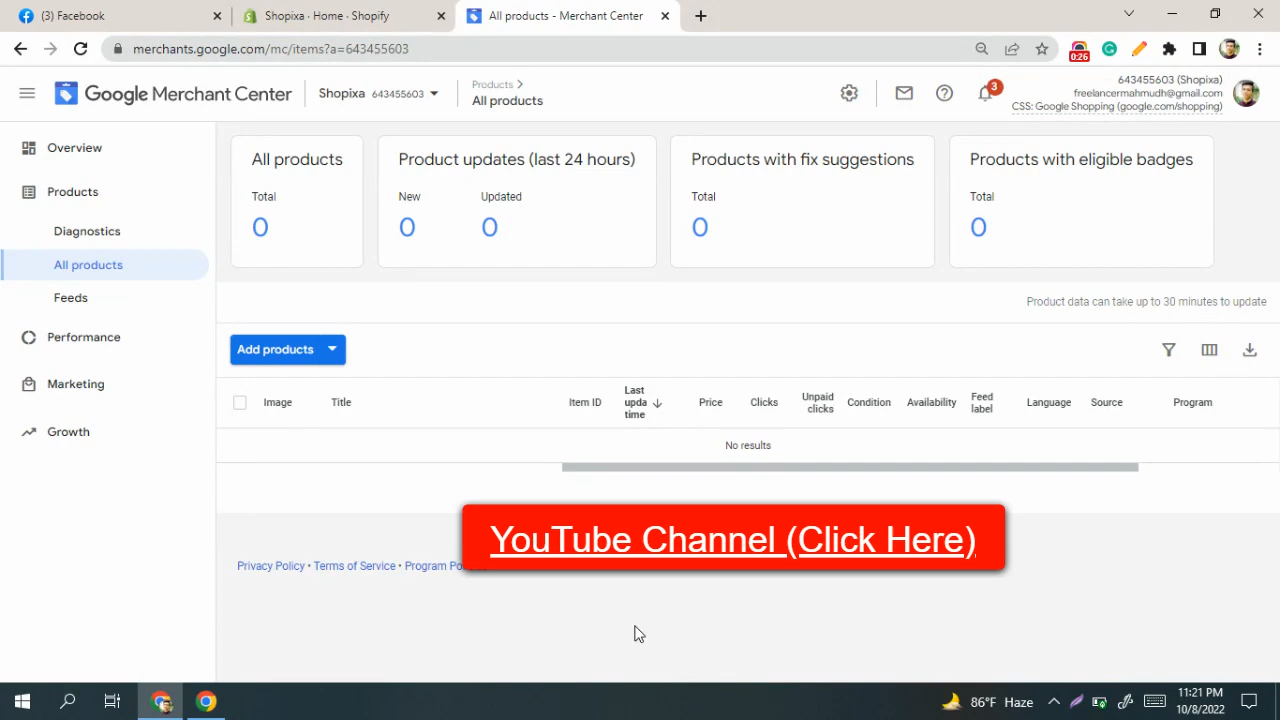 (3) Facebook
Shopixa · Home · Shopify
All products - Merchant Center
merchants.google.com/mc/items?a=643455603
0:26
Google Merchant Center
Shopixa 643455603
Products
All products
3
643455603 (Shopixa)
freelancermahmudh@gmail.com
CSS: Google Shopping (google.com/shopping)
Overview
Products
Diagnostics
All products
Feeds
Performance
Marketing
Growth
All products
Total
0
Product updates (last 24 hours)
New Updated
0 0
Products with fix suggestions
Total
0
Products with eligible badges
Total
0
Product data can take up to 30 minutes to update
Add products
Image Title Item ID Last upda time Price Clicks Unpaid clicks Condition Availability Feed label Language Source Program
No results
YouTube Channel (Click Here)
Privacy Policy • Terms of Service • Program
86°F Haze
11:21 PM
10/8/2022